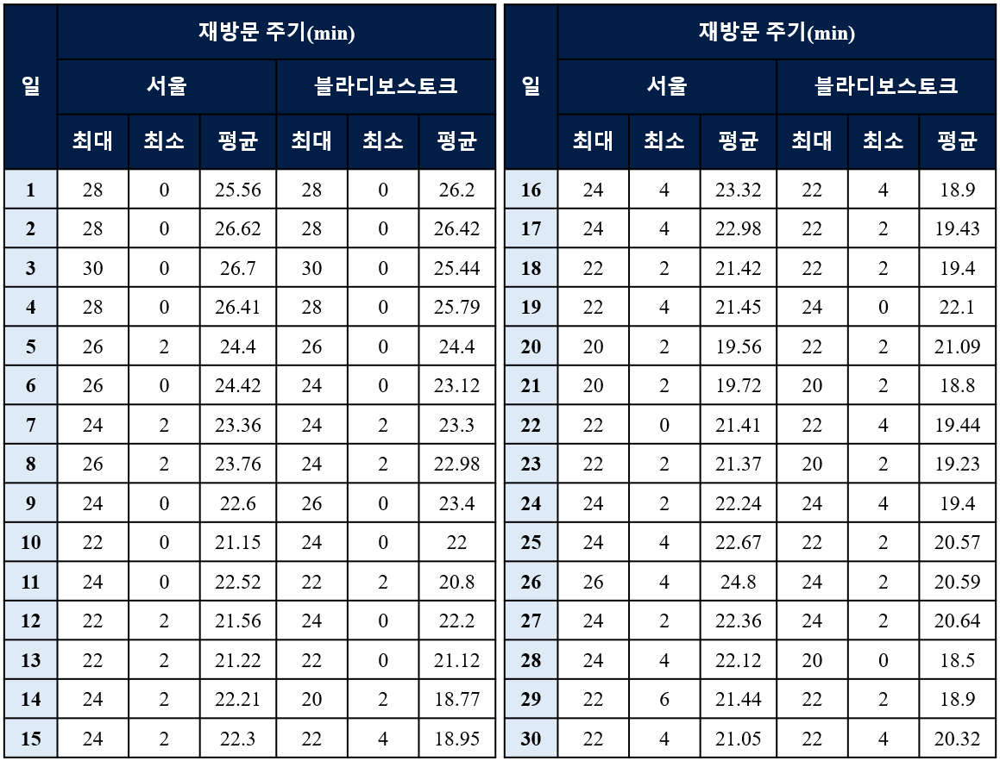 일 재방문 주기(min)
서울 블라디보스토크
최대 최소 평균 최대 최소 평균
1 28 0 25.56 28 0 26.2
2 28 0 26.62 28 0 26.42
3 30 0 26.7 30 0 25.44
4 28 0 26.41 28 0 25.79
5 26 2 24.4 26 0 24.4
6 26 0 24.42 24 0 23.12
7 24 2 23.36 24 2 23.3
8 26 2 23.76 24 2 22.98
9 24 0 22.6 26 0 23.4
10 22 0 21.15 24 0 22
11 24 0 22.52 22 2 20.8
12 22 2 21.56 24 0 22.2
13 22 2 21.22 22 0 21.12
14 24 2 22.21 20 2 18.77
15 24 2 22.3 22 4 18.95
일 재방문 주기(min)
서울 블라디보스토크
최대 최소 평균 최대 최소 평균
16 24 4 23.32 22 4 18.9
17 24 4 22.98 22 2 19.43
18 22 2 21.42 22 2 19.4
19 22 4 21.45 24 0 22.1
20 20 2 19.56 22 2 21.09
21 20 2 19.72 20 2 18.8
22 22 0 21.41 22 4 19.44
23 22 2 21.37 20 2 19.23
24 24 2 22.24 24 4 19.4
25 24 4 22.67 22 2 20.57
26 26 4 24.8 24 2 20.59
27 24 2 22.36 24 2 20.64
28 24 4 22.12 20 0 18.5
29 22 6 21.44 22 2 18.9
30 22 4 21.05 22 4 20.32